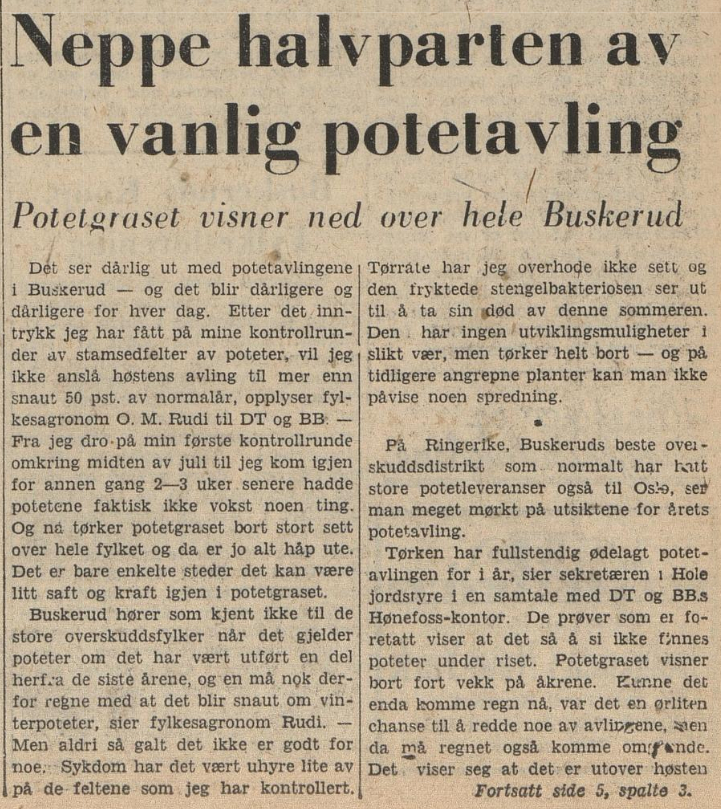 Neppe halvparten av
en vanlig potetavling
Potetgraset visner ned over hele Buskerud
Det ser dårlig ut med potetavlingene
i Buskerud — og det blir dårligere og
dårligere for hver dag. Etter det inn-
trykk jeg har fått på mine kontrollrun-
der av stamsedfelter av poteter, vil jeg
ikke anslå høstens avling til mer enn
snaut 50 pst. av normalår, opplyser fyl-
kesagronom O. M. Rudi til DT og BB. —
Fra jeg dro på min første kontrollrunde
omkring midten av juli til jeg kom igjen
for annen gang 2—3 uker senere hadde
potetene faktisk ikke vokst noen ting.
Og nå tørker potetgraset bort stort sett
over hele fylket og da er jo alt håp ute.
Det er bare enkelte steder det kan være
litt saft og kraft igjen i potetgraset.
Buskerud hører som kjent ikke til de
store overskuddsfylker når det gjelder
poteter om det har vært utført en del
herfra de siste årene, og en må nok der-
for regne med at det blir snaut om vin-
terpoteter, sier fylkesagronom Rudi. —
Men aldri så galt det ikke er godt for
noe. Sykdom har det vært uhyre lite av
på de feltene som jeg har kontrollert.
Tørråte har jeg overhode ikke sett og
den fryktede stengelbakteriosen ser ut
til å ta sin død av denne sommeren.
Den har ingen utviklingsmuligheter i
slikt vær, men tørker helt bort — og på
tidligere angrepne planter kan man ikke
påvise noen spredning.
På Ringerike, Buskeruds beste over-
skuddsdistrikt som normalt har hatt
store potetleveranser også til Oslo, ser
man meget mørkt på utsiktene for årets
potetavling.
Tørken har fullstendig ødelagt potet-
avlingen for i år, sier sekretæren i Hole
jordstyre i en samtale med DT og BB.s
Hønefoss-kontor. De prøver som er fo-
retatt viser at det så å si ikke finnes
poteter under riset. Potetgraset visner
bort fort vekk på åkrene. Kunne det
enda komme regn nå, var det en ørliten
chanse til å redde noe av avlingene, men
da må regnet også komme omgående.
Det viser seg at det er utover høsten
Fortsatt side 5, spalte 3.